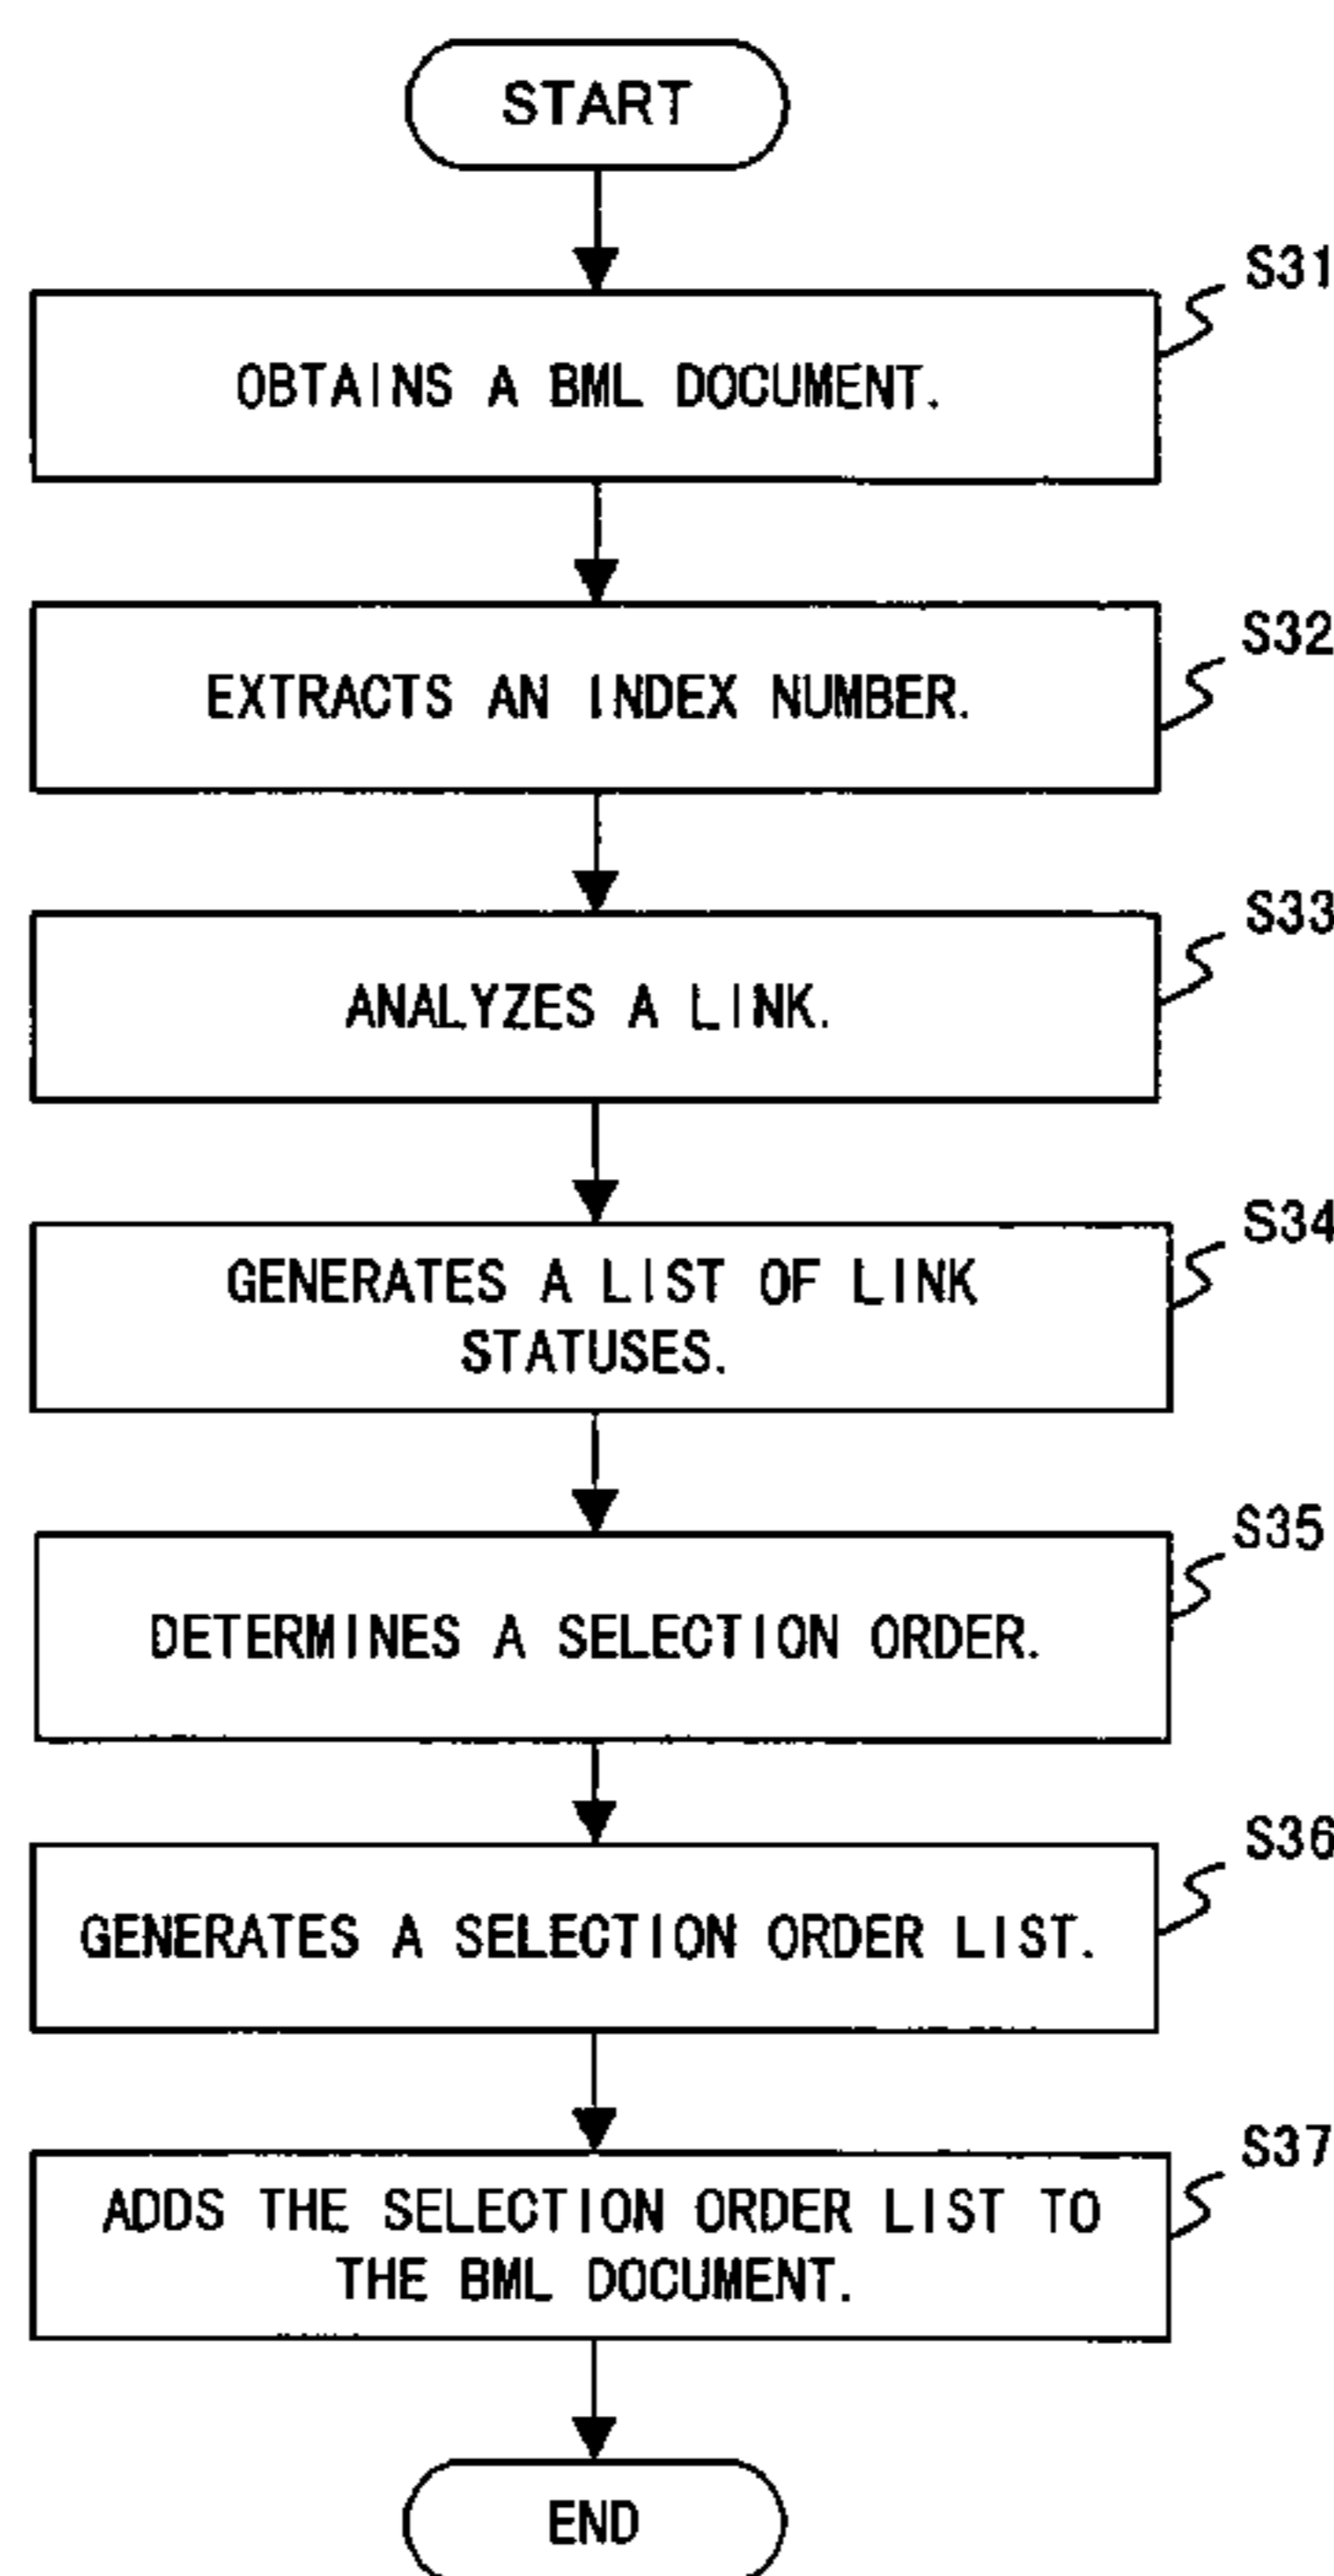 START
S31
OBTAINS A BML DOCUMENT.
S32
EXTRACTS AN INDEX NUMBER.
S33
ANALYZES A LINK.
S34
GENERATES A LIST OF LINK
STATUSES.
S35
DETERMINES A SELECTION ORDER.
S36
GENERATES A SELECTION ORDER LIST.
S37
ADDS THE SELECTION ORDER LIST TO
THE BML DOCUMENT.
END